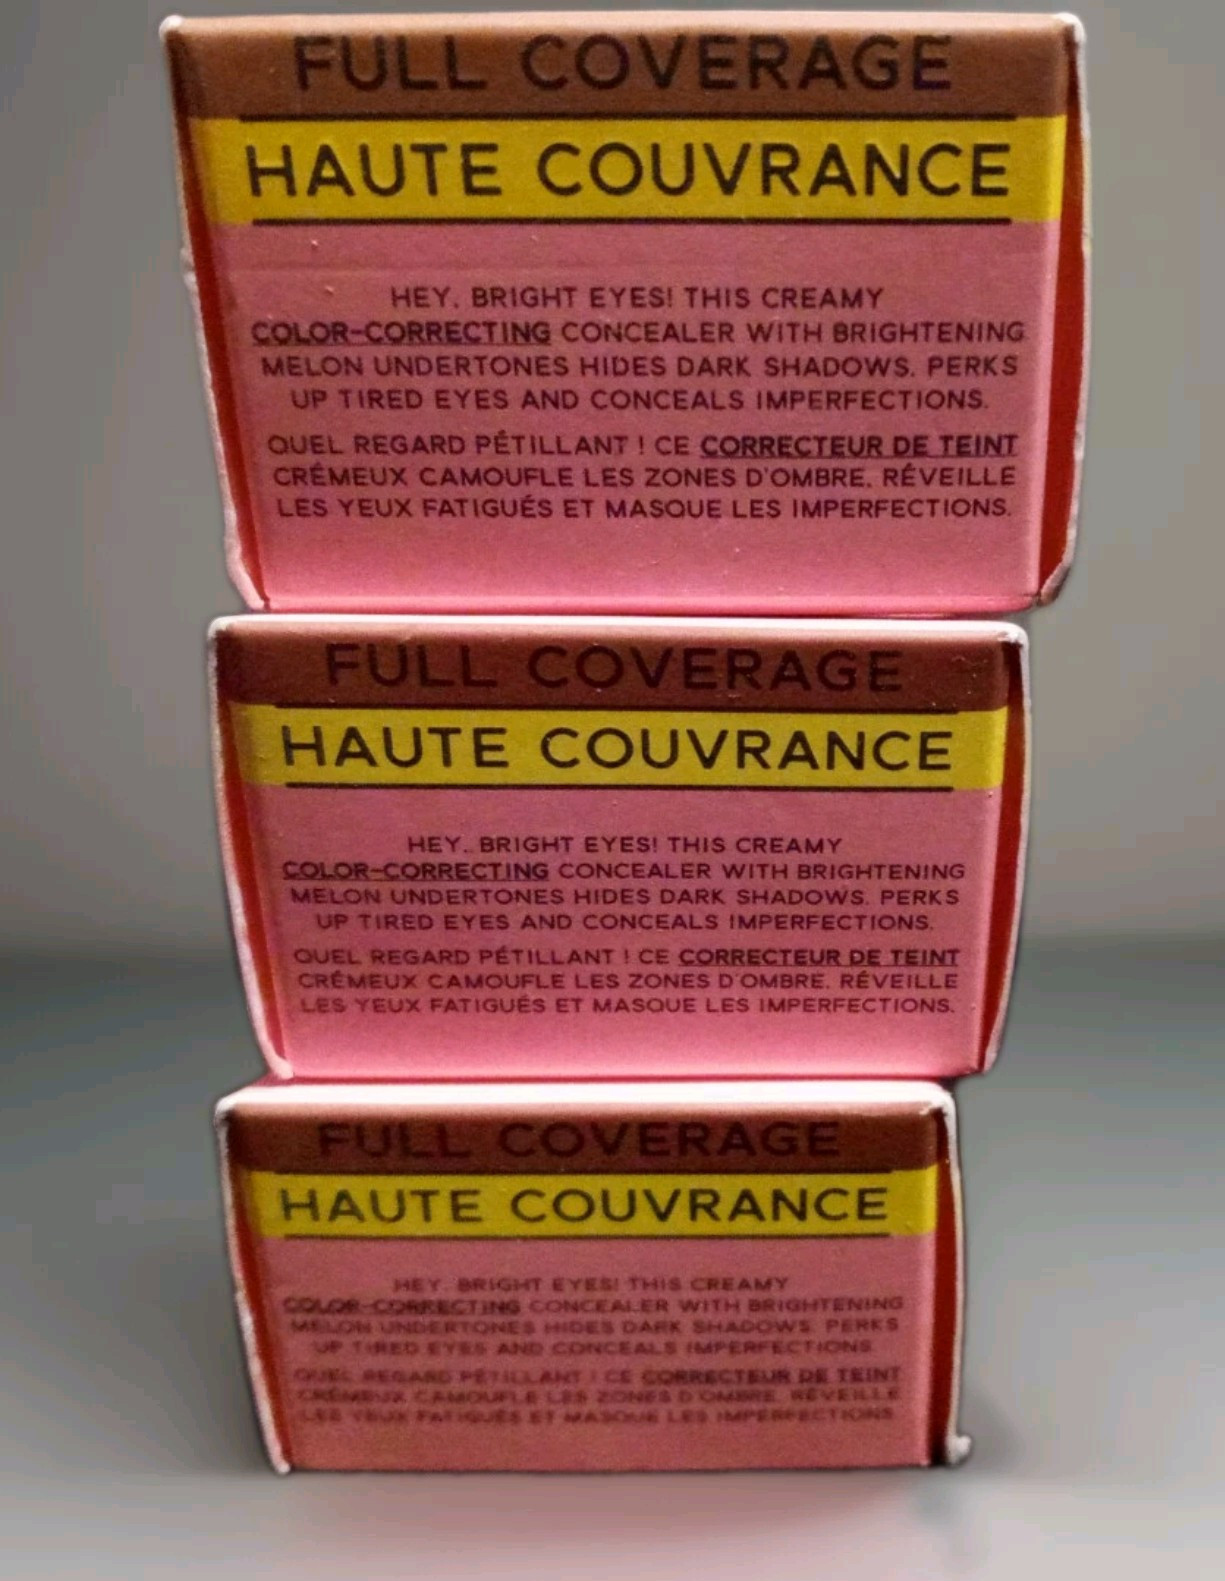 FULL COVERAGE
HAUTE COUVRANCE
HEY, BRIGHT EYES! THIS CREAMY
COLOR-CORRECTING CONCEALER WITH BRIGHTENING
MELON UNDERTONES HIDES DARK SHADOWS, PERKS
UP TIRED EYES AND CONCEALS IMPERFECTIONS.
QUEL REGARD PÉTILLANT ! CE CORRECTEUR DE TEINT
CRÉMEUX CAMOUFLE LES ZONES D'OMBRE, RÉVEILLE
LES YEUX FATIGUÉS ET MASQUE LES IMPERFECTIONS.
FULL COVERAGE
HAUTE COUVRANCE
HEY, BRIGHT EYES! THIS CREAMY
COLOR-CORRECTING CONCEALER WITH BRIGHTENING
MELON UNDERTONES HIDES DARK SHADOWS, PERKS
UP TIRED EYES AND CONCEALS IMPERFECTIONS.
QUEL REGARD PÉTILLANT ! CE CORRECTEUR DE TEINT
CRÉMEUX CAMOUFLE LES ZONES D'OMBRE, RÉVEILLE
LES YEUX FATIGUÉS ET MASQUE LES IMPERFECTIONS.
FULL COVERAGE
HAUTE COUVRANCE
HEY, BRIGHT EYES! THIS CREAMY
COLOR-CORRECTING CONCEALER WITH BRIGHTENING
MELON UNDERTONES HIDES DARK SHADOWS, PERKS
UP TIRED EYES AND CONCEALS IMPERFECTIONS.
QUEL REGARD PÉTILLANT ! CE CORRECTEUR DE TEINT
CRÉMEUX CAMOUFLE LES ZONES D'OMBRE, RÉVEILLE
LES YEUX FATIGUÉS ET MASQUE LES IMPERFECTIONS.